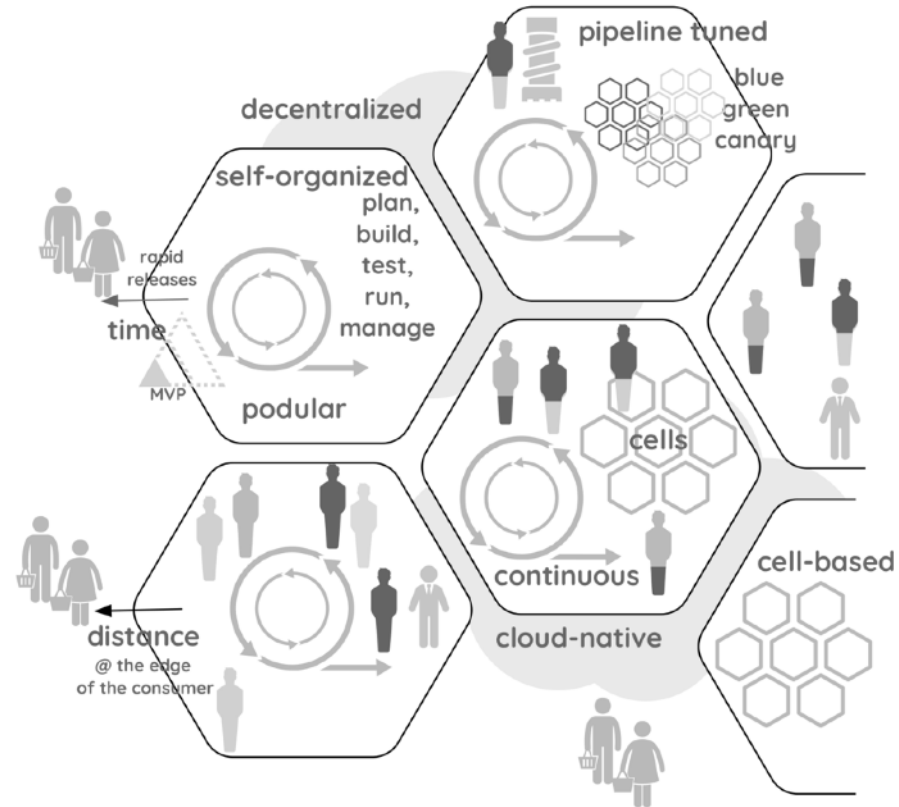 pipeline tuned
blue
green
canary
decentralized
self-organized
plan,
build,
test,
run,
manage
rapid
releases
time
MVP
podular
cells
continuous
cell-based
cloud-native
distance
@ the edge
of the consumer